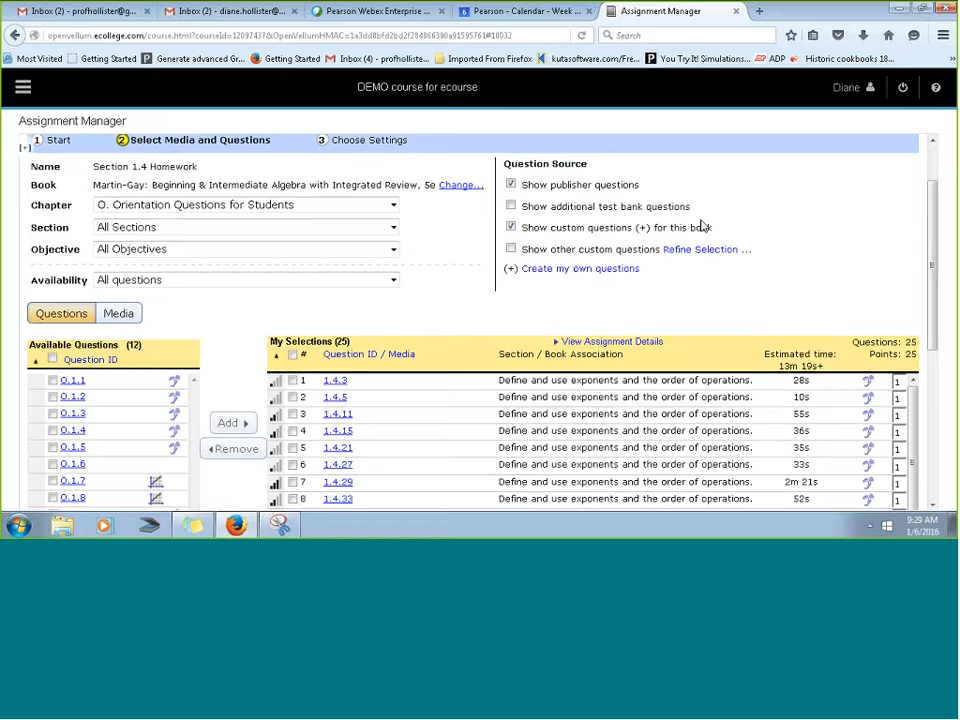 Inbox (2) - profhollister@g...
Inbox (2) - diane.hollister@...
Pearson Webex Enterprise ...
6 Pearson - Calendar - Week ...
Assignment Manager
openvellum.ecollege.com/course.html?courseId=12097437&OpenVellumHMAC=
Search
Most Visited
Getting Started
Generate advanced Gr...
Getting Started
Inbox (4) - profholliste...
Imported From Firefox
kutasoftware.com/Fre...
You Try It! Simulations...
ADP
Historic cookbooks 18...
DEMO course for ecourse
Diane
Assignment Manager
[+]
1 Start
2 Select Media and Questions
3 Choose Settings
Name Section 1.4 Homework
Book Martin-Gay: Beginning & Intermediate Algebra with Integrated Review, 5e Change...
Chapter O. Orientation Questions for Students
Section All Sections
Objective All Objectives
Availability All questions
Question Source
Show publisher questions
Show additional test bank questions
Show custom questions (+) for this book
Show other custom questions Refine Selection ...
(+) Create my own questions
Questions Media
Available Questions (12)
Question ID
O.1.1
O.1.2
O.1.3
O.1.4
O.1.5
O.1.6
O.1.7
O.1.8
Add
Remove
My Selections (25) View Assignment Details Questions: 25
Points: 25
# Question ID / Media Section / Book Association Estimated time:
13m 19s+
1 1.4.3 Define and use exponents and the order of operations. 28s 1
2 1.4.5 Define and use exponents and the order of operations. 10s 1
3 1.4.11 Define and use exponents and the order of operations. 55s 1
4 1.4.15 Define and use exponents and the order of operations. 36s 1
5 1.4.21 Define and use exponents and the order of operations. 35s 1
6 1.4.27 Define and use exponents and the order of operations. 33s 1
7 1.4.29 Define and use exponents and the order of operations. 2m 21s 1
8 1.4.33 Define and use exponents and the order of operations. 52s 1
9:29 AM
1/6/2016